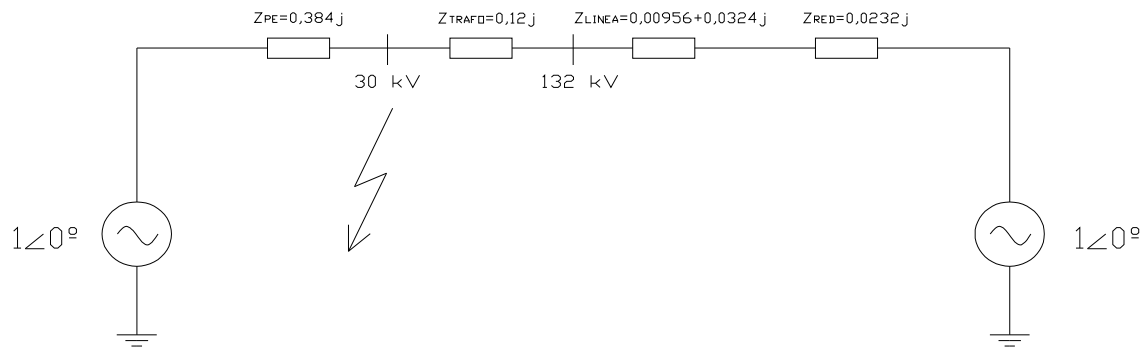 ZPE=0,384j
ZTRAFO=0,12j
ZLINEA=0,00956+0,0324j
ZRED=0,0232j
30 kV
132 kV
1∠0º
1∠0º